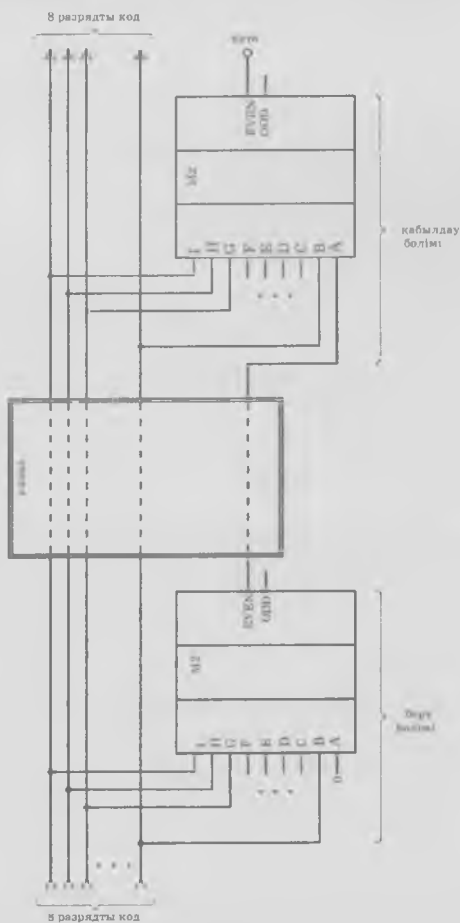 8 разрядты код
EVEN
ODD
M2
I
H
G
F
E
D
C
B
A
қабылдау
бөлімі
EVEN
ODD
M2
I
H
G
F
E
D
C
B
A
0
беру
бөлімі
8 разрядты код